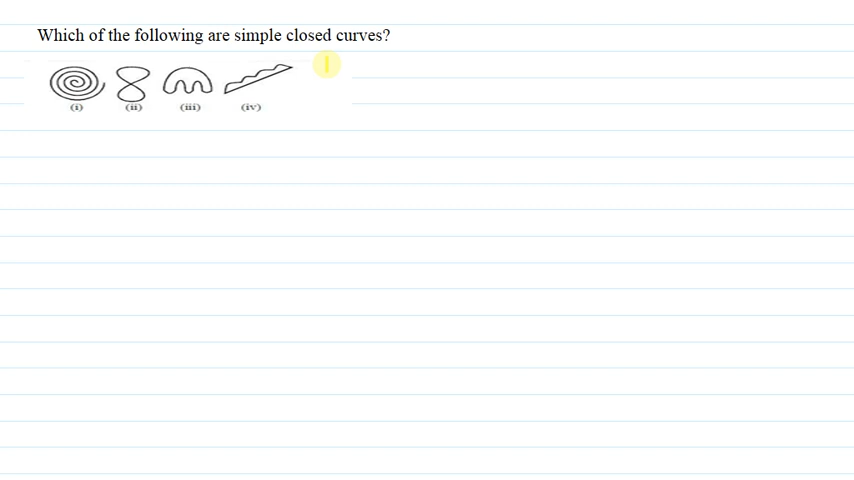 Which of the following are simple closed curves?
(i) (ii) (iii) (iv)